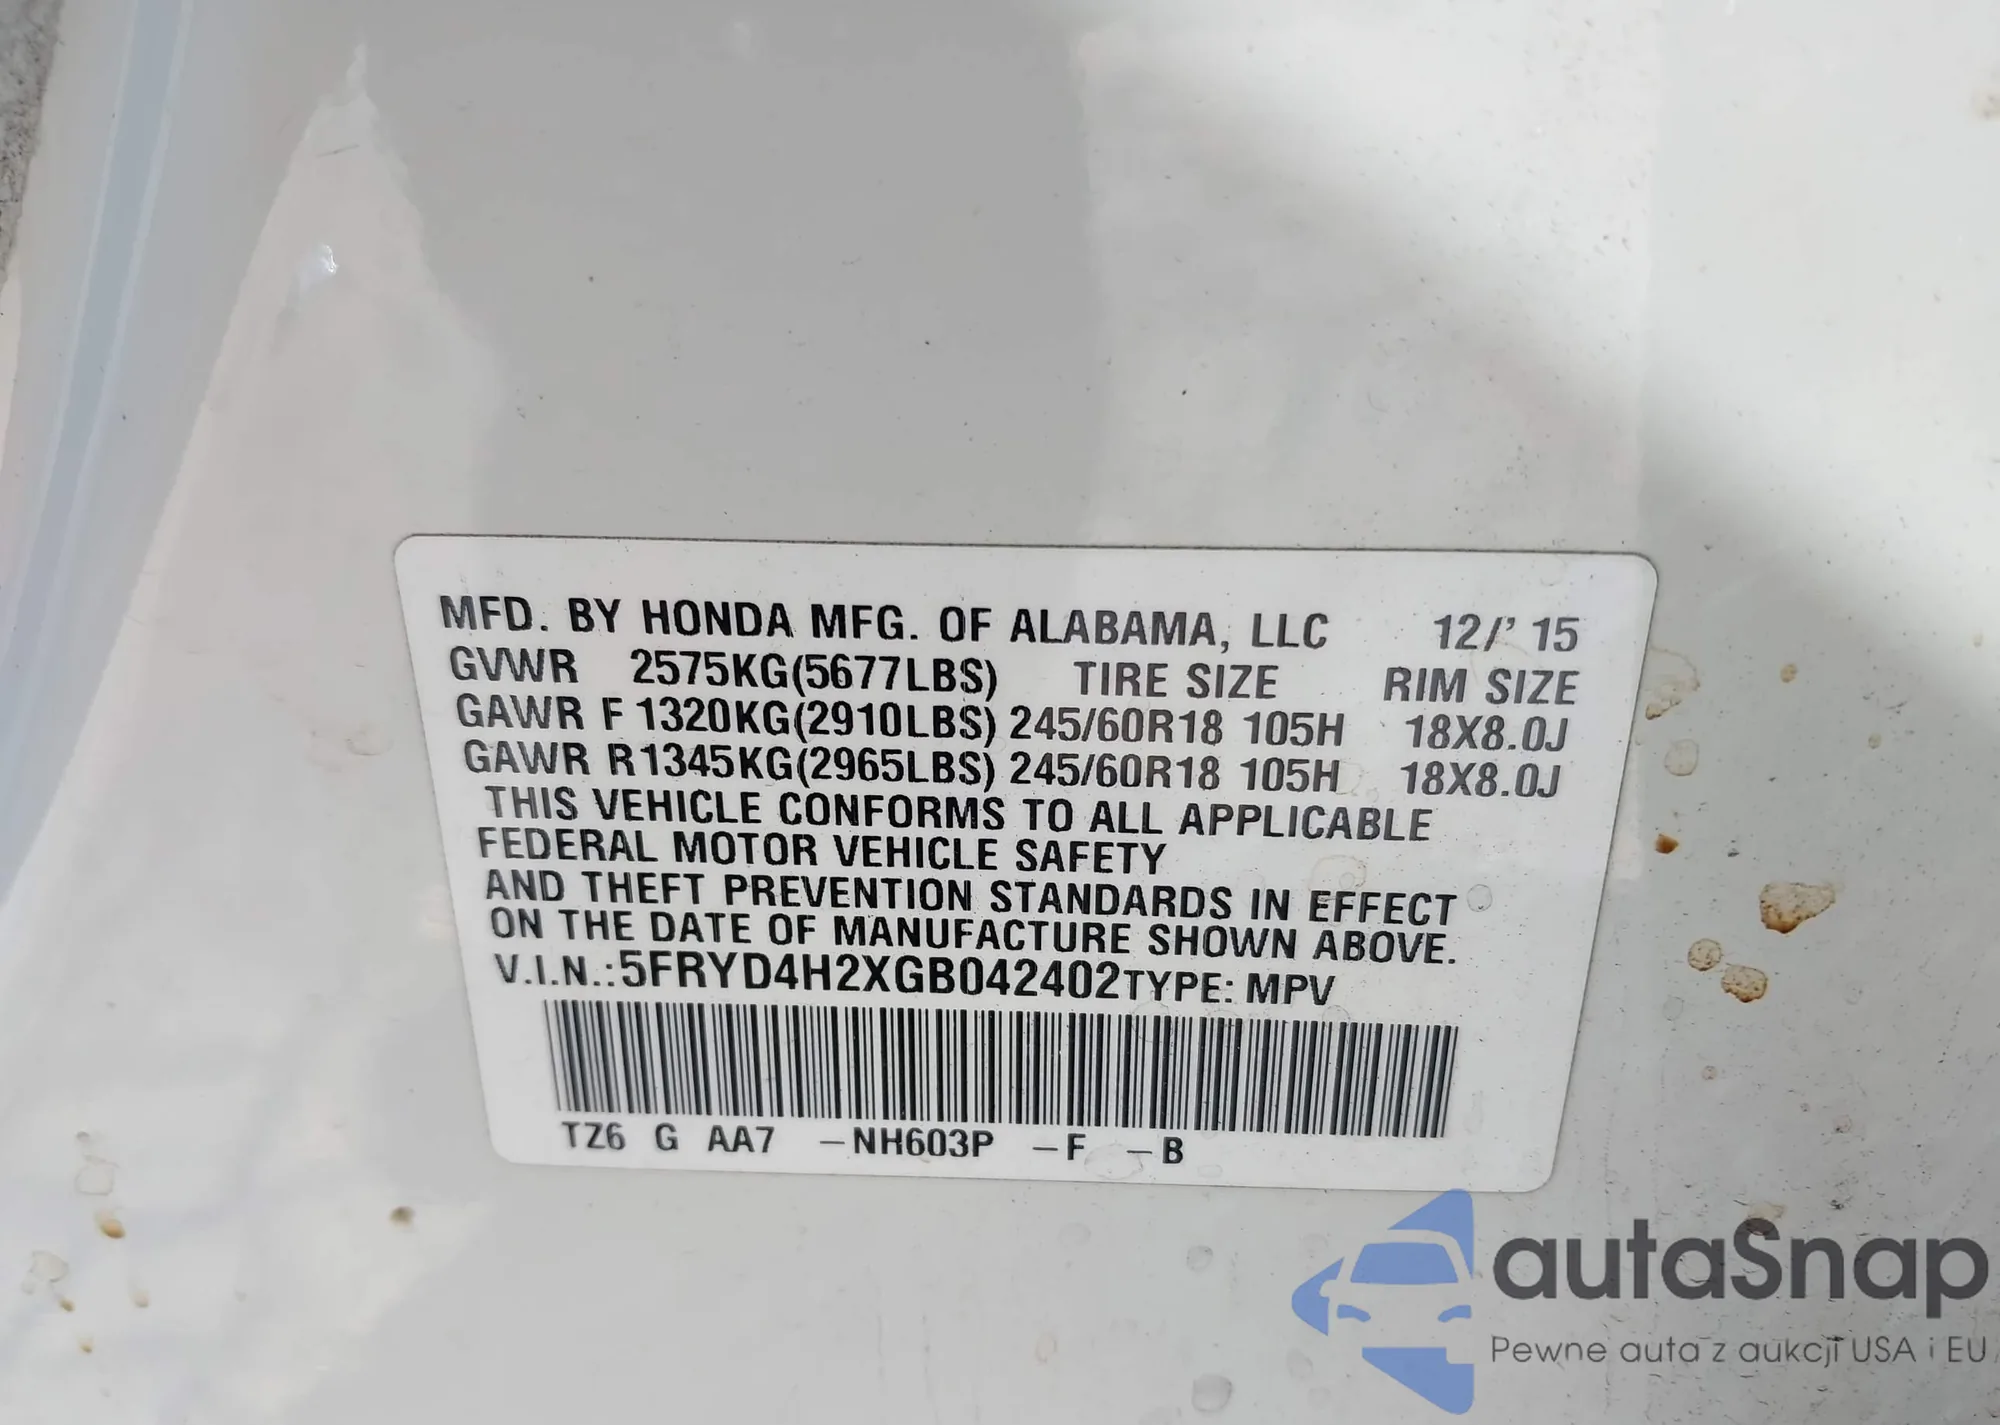 MFD. BY HONDA MFG. OF ALABAMA, LLC 12/' 15
GVWR 2575KG(5677LBS) TIRE SIZE RIM SIZE
GAWR F 1320KG(2910LBS) 245/60R18 105H 18X8.0J
GAWR R 1345KG(2965LBS) 245/60R18 105H 18X8.0J
THIS VEHICLE CONFORMS TO ALL APPLICABLE
FEDERAL MOTOR VEHICLE SAFETY
AND THEFT PREVENTION STANDARDS IN EFFECT
ON THE DATE OF MANUFACTURE SHOWN ABOVE.
V.I.N.:5FRYD4H2XGB042402 TYPE: MPV
TZ6 G AA7 –NH603P –F –B
autaSnap
Pewne auta z aukcji USA i EU